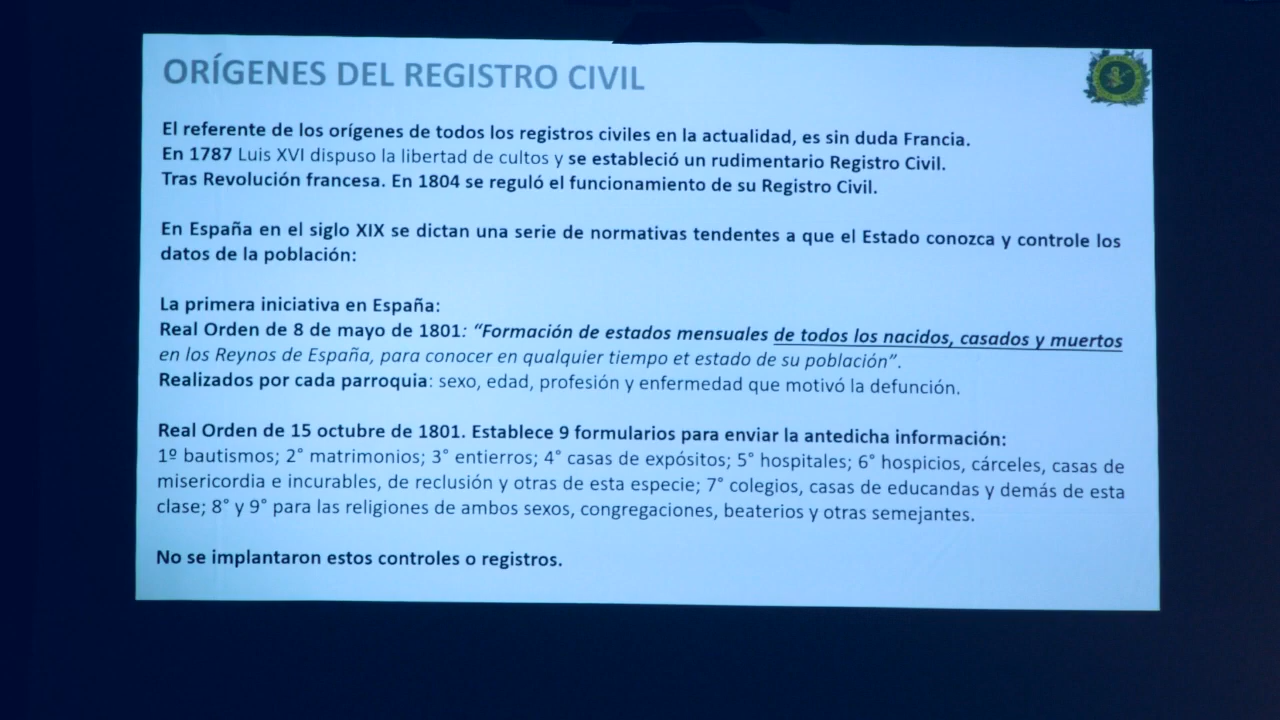 ORÍGENES DEL REGISTRO CIVIL
El referente de los orígenes de todos los registros civiles en la actualidad, es sin duda Francia.
En 1787 Luis XVI dispuso la libertad de cultos y se estableció un rudimentario Registro Civil.
Tras Revolución francesa. En 1804 se reguló el funcionamiento de su Registro Civil.
En España en el siglo XIX se dictan una serie de normativas tendentes a que el Estado conozca y controle los
datos de la población:
La primera iniciativa en España:
Real Orden de 8 de mayo de 1801: “Formación de estados mensuales de todos los nacidos, casados y muertos
en los Reynos de España, para conocer en qualquier tiempo et estado de su población”.
Realizados por cada parroquia: sexo, edad, profesión y enfermedad que motivó la defunción.
Real Orden de 15 octubre de 1801. Establece 9 formularios para enviar la antedicha información:
1º bautismos; 2° matrimonios; 3° entierros; 4° casas de expósitos; 5° hospitales; 6° hospicios, cárceles, casas de
misericordia e incurables, de reclusión y otras de esta especie; 7° colegios, casas de educandas y demás de esta
clase; 8° y 9° para las religiones de ambos sexos, congregaciones, beaterios y otras semejantes.
No se implantaron estos controles o registros.